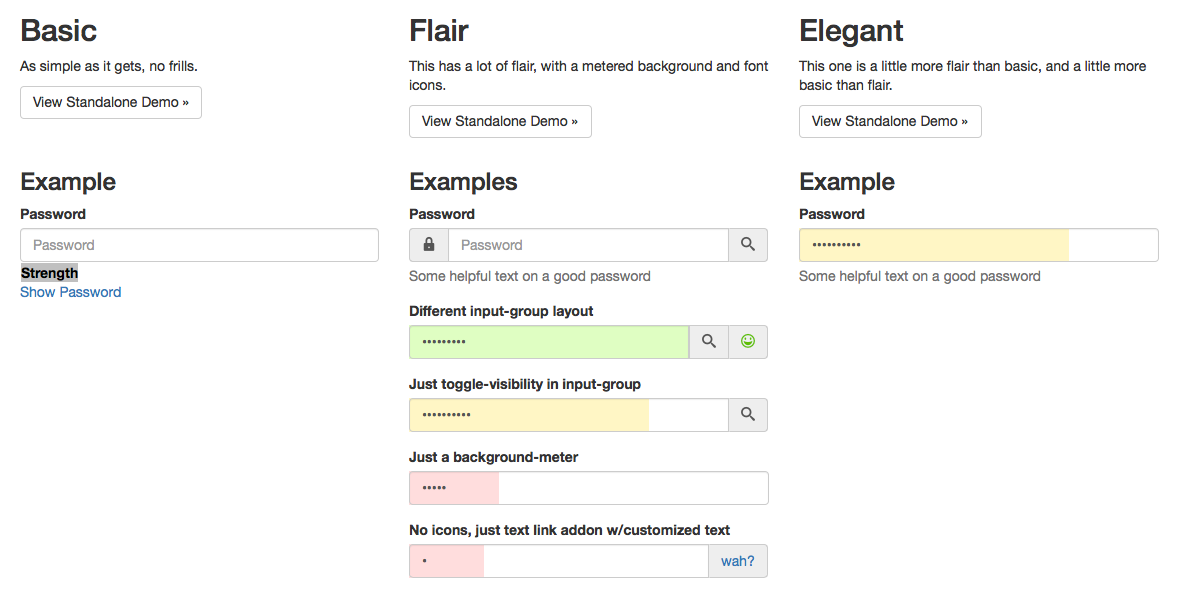 Basic
As simple as it gets, no frills.
View Standalone Demo »
Example
Password
Password
Strength
Show Password
Flair
This has a lot of flair, with a metered background and font
icons.
View Standalone Demo »
Examples
Password
Password
Some helpful text on a good password
Different input-group layout
•••••••••
Just toggle-visibility in input-group
••••••••••
Just a background-meter
•••••
No icons, just text link addon w/customized text
•
wah?
Elegant
This one is a little more flair than basic, and a little more
basic than flair.
View Standalone Demo »
Example
Password
••••••••••
Some helpful text on a good password